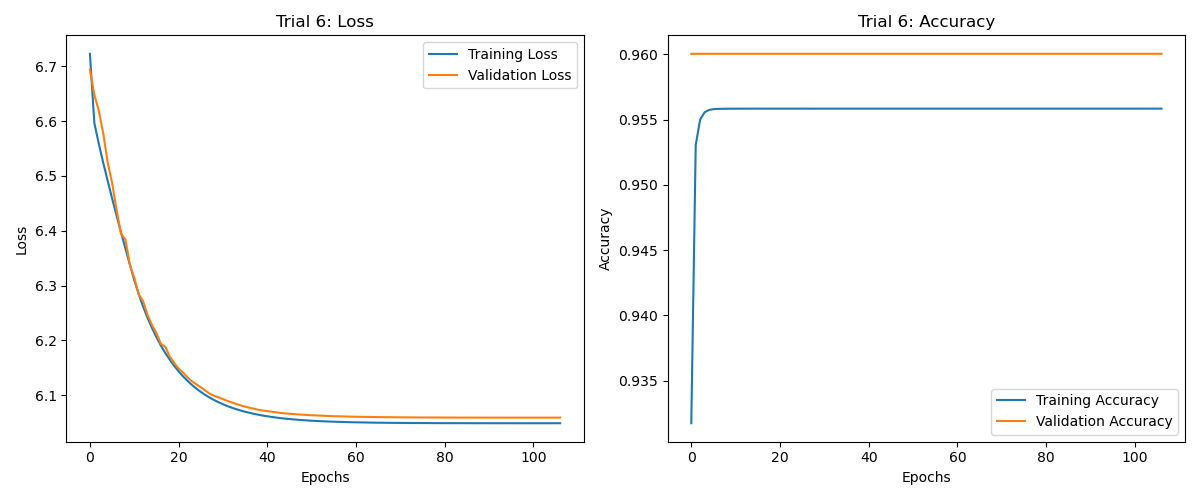 Trial 6: Loss
6.7
6.6
6.5
6.4
6.3
6.2
6.1
Loss
0 20 40 60 80 100
Epochs
Training Loss
Validation Loss
Trial 6: Accuracy
0.960
0.955
0.950
0.945
0.940
0.935
Accuracy
0 20 40 60 80 100
Epochs
Training Accuracy
Validation Accuracy